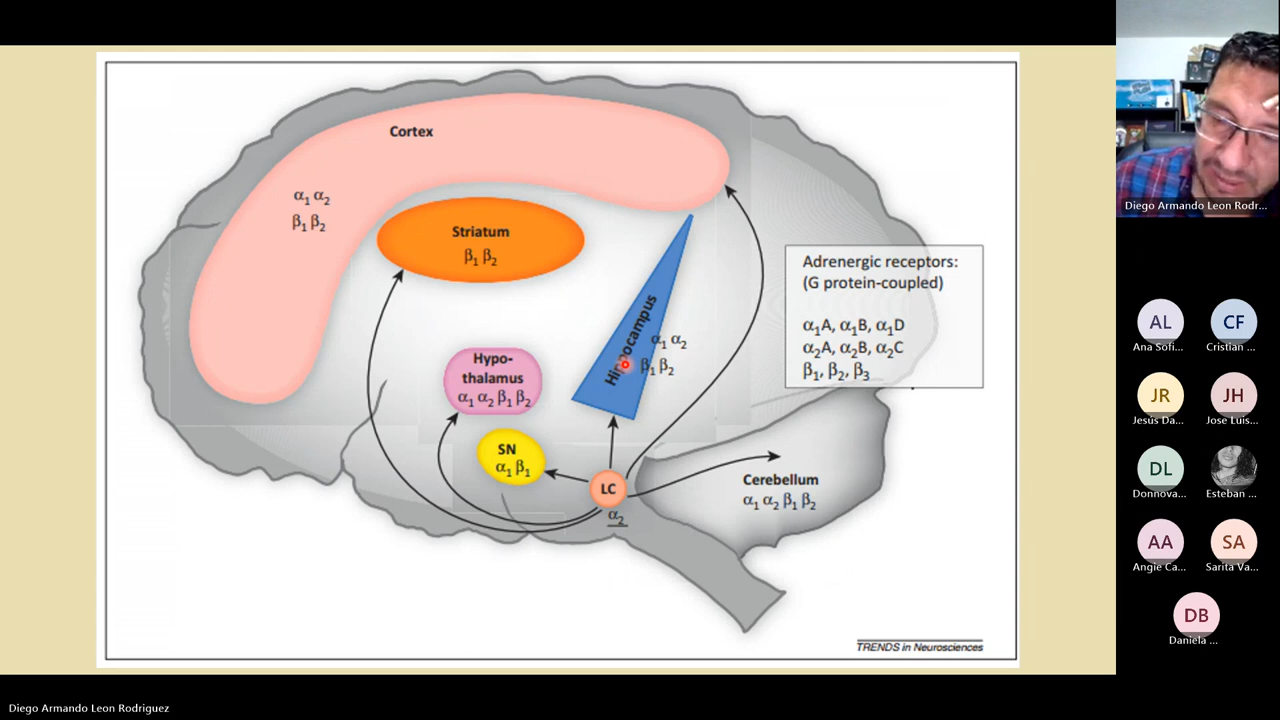 Cortex
α₁ α₂
β₁ β₂
Striatum
β₁ β₂
Hippocampus
α₁ α₂
β₁ β₂
Hypo-
thalamus
α₁ α₂ β₁ β₂
SN
α₁ β₁
LC
α₂
Cerebellum
α₁ α₂ β₁ β₂
Adrenergic receptors:
(G protein-coupled)
α₁A, α₁B, α₁D
α₂A, α₂B, α₂C
β₁, β₂, β₃
TRENDS in Neurosciences
Diego Armando Leon Rodr...
AL
Ana Sofi...
CF
Cristian ...
JR
Jesús Da...
JH
Jose Luis...
DL
Donnova...
Esteban ...
AA
Angie Ca...
SA
Sarita Va...
DB
Daniela ...
Diego Armando Leon Rodriguez